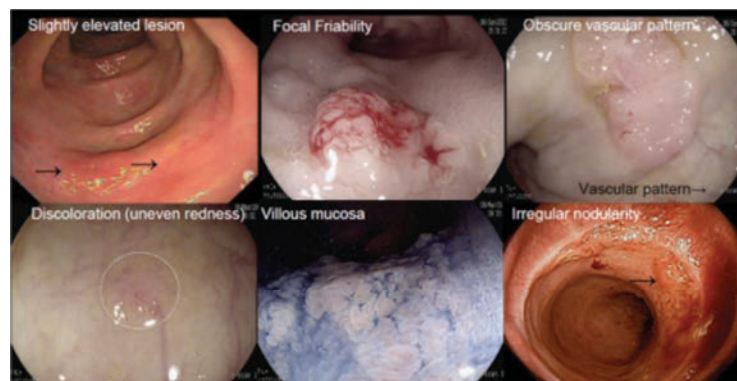 Slightly elevated lesion
Focal Friability
Obscure vascular pattern
Vascular pattern→
Discoloration (uneven redness)
Villous mucosa
Irregular nodularity